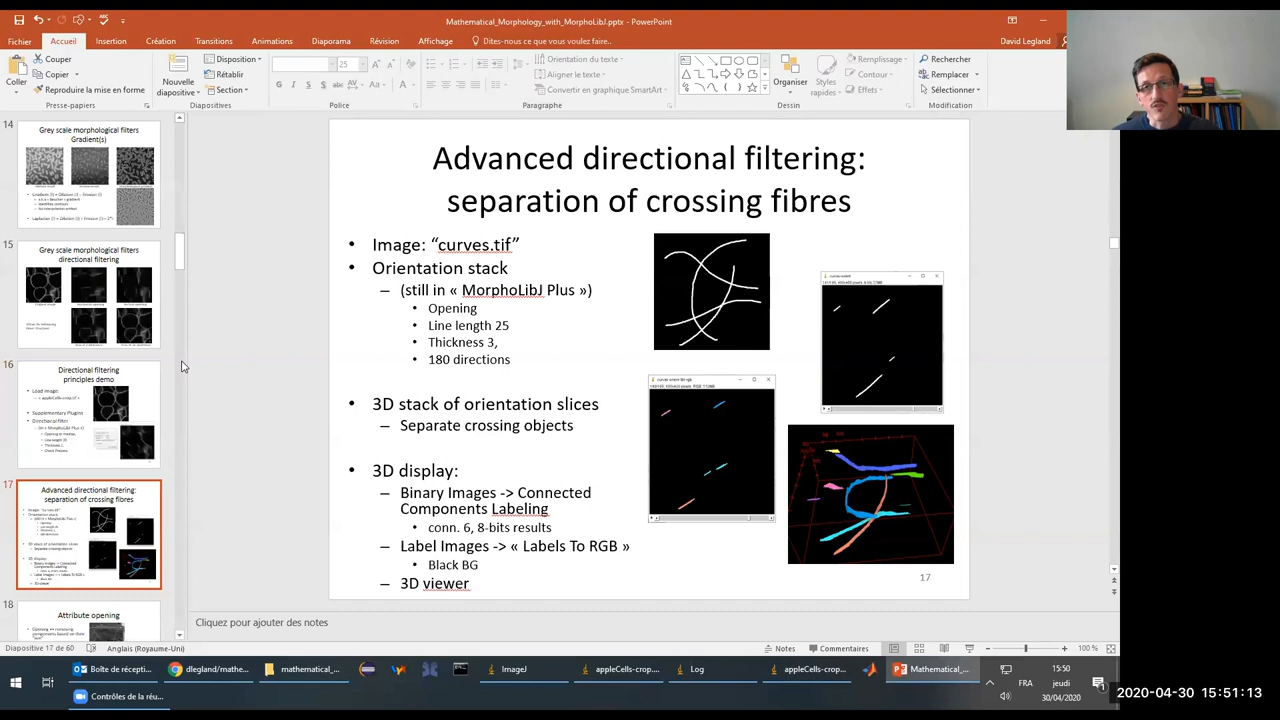 Mathematical_Morphology_with_MorphoLibJ.pptx - PowerPoint
Fichier
Accueil
Insertion
Création
Transitions
Animations
Diaporama
Révision
Affichage
Dites-nous ce que vous voulez faire..
David Legland
Coller
Couper
Copier
Reproduire la mise en forme
Presse-papiers
Nouvelle
diapositive
Disposition
Rétablir
Section
Diapositives
25
G
I
S
Police
Paragraphe
Orientation du texte
Aligner le texte
Convertir en graphique SmartArt
Organiser
Styles
rapides
Remplissage
Contour
Effets
Dessin
Rechercher
Remplacer
Sélectionner
Modification
14
Grey scale morphological filters
Gradient(s)
15
Grey scale morphological filters
directional filtering
16
Directional filtering
principles demo
• Load image:
• Supplementary Plugins
• Directional filter
17
Advanced directional filtering:
separation of crossing fibres
18
Attribute opening
Advanced directional filtering:
separation of crossing fibres
• Image: “curves.tif”
• Orientation stack
– (still in « MorphoLibJ Plus »)
• Opening
• Line length 25
• Thickness 3,
• 180 directions
• 3D stack of orientation slices
– Separate crossing objects
• 3D display:
– Binary Images -> Connected
Components Labeling
• conn. 6, 8-bits results
– Label Images -> « Labels To RGB »
• Black BG
– 3D viewer
17
Cliquez pour ajouter des notes
Diapositive 17 de 60
Anglais (Royaume-Uni)
Notes
Commentaires
100 %
Boîte de récepti...
dlegland/mathe...
mathematical_...
ImageJ
appleCells-crop....
Log
appleCells-crop....
Mathematical_...
FRA
15:50
jeudi
30/04/2020
Contrôles de la réu...
2020-04-30 15:51:13